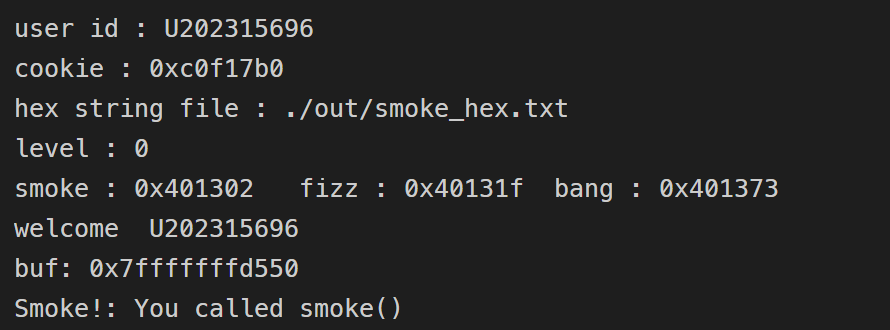 user id : U202315696
cookie : 0xc0f17b0
hex string file : ./out/smoke_hex.txt
level : 0
smoke : 0x401302   fizz : 0x40131f  bang : 0x401373
welcome  U202315696
buf: 0x7fffffffd550
Smoke!: You called smoke()